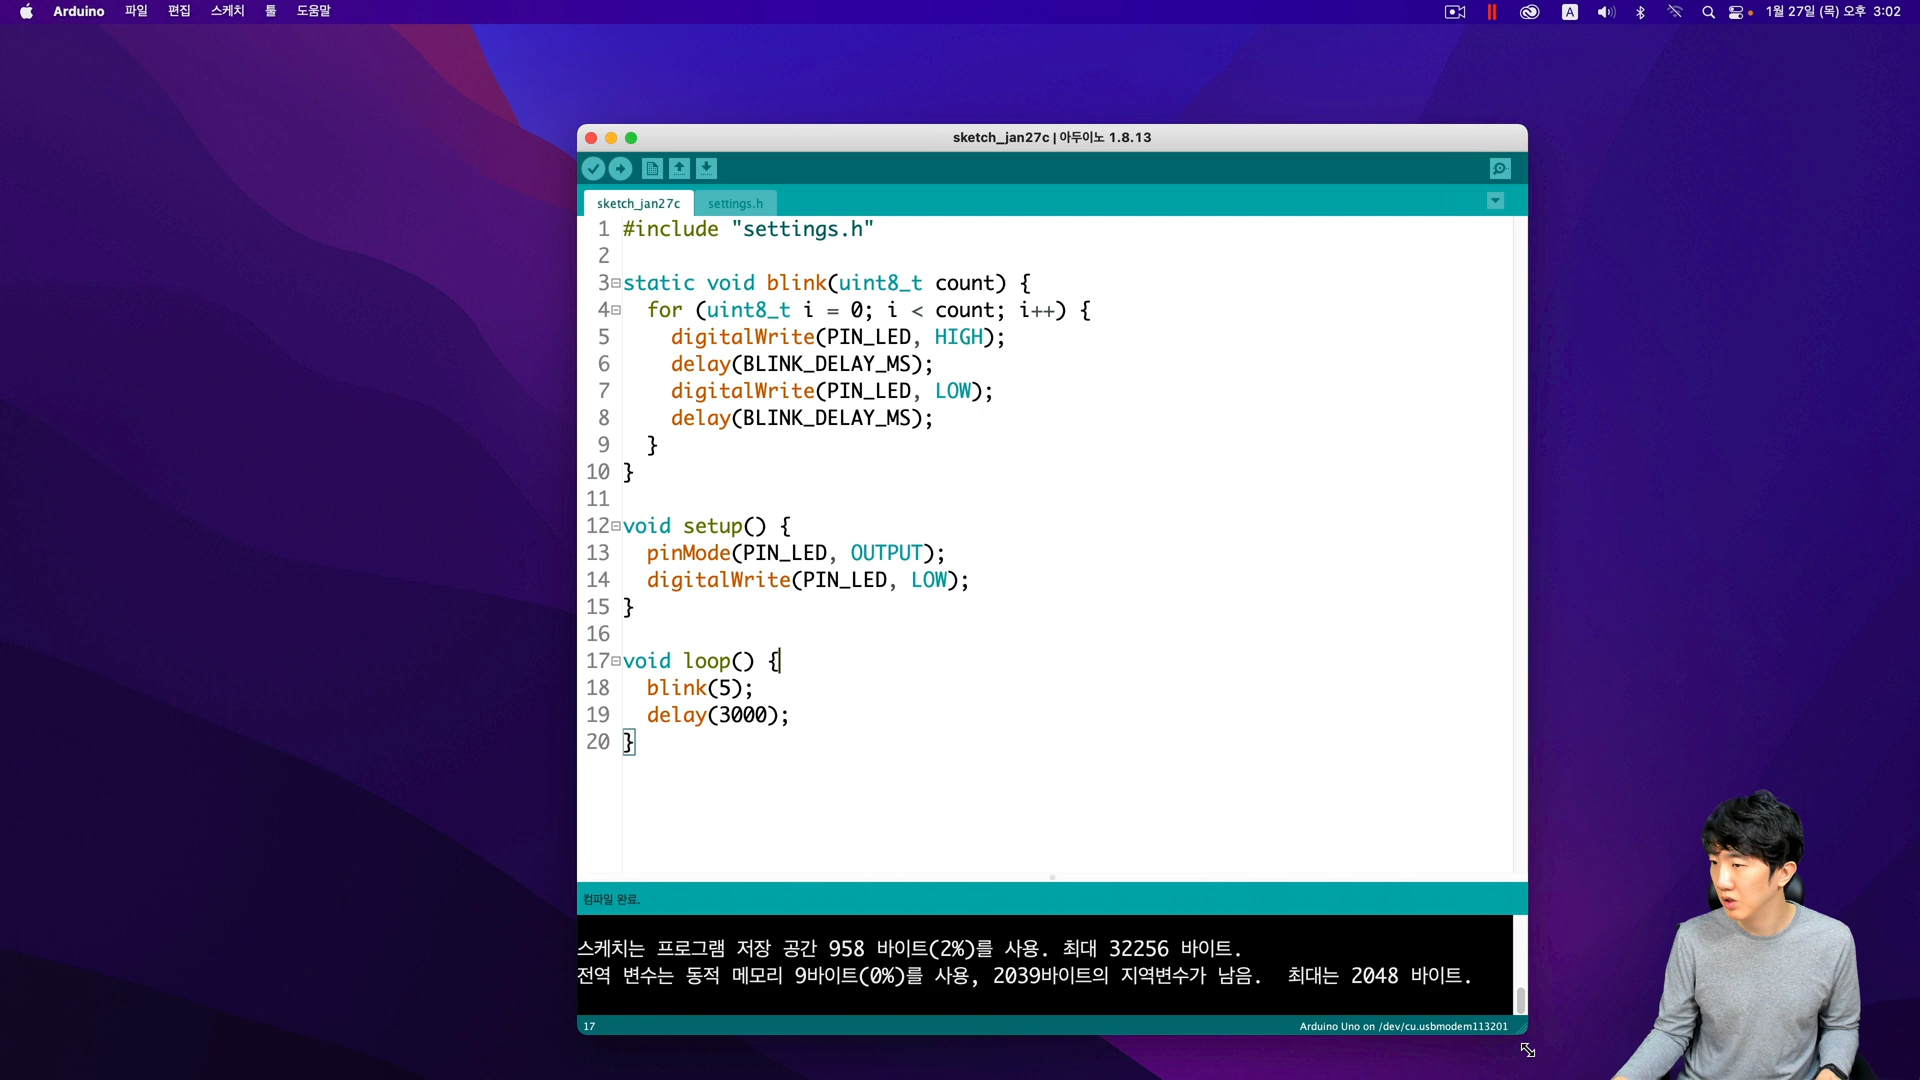 Arduino 파일 편집 스케치 툴 도움말
A 1월 27일 (목) 오후 3:02
sketch_jan27c | 아두이노 1.8.13
sketch_jan27c settings.h
1 #include "settings.h"
2
3 static void blink(uint8_t count) {
4 for (uint8_t i = 0; i < count; i++) {
5 digitalWrite(PIN_LED, HIGH);
6 delay(BLINK_DELAY_MS);
7 digitalWrite(PIN_LED, LOW);
8 delay(BLINK_DELAY_MS);
9 }
10 }
11
12 void setup() {
13 pinMode(PIN_LED, OUTPUT);
14 digitalWrite(PIN_LED, LOW);
15 }
16
17 void loop() {
18 blink(5);
19 delay(3000);
20 }
컴파일 완료.
스케치는 프로그램 저장 공간 958 바이트(2%)를 사용. 최대 32256 바이트.
전역 변수는 동적 메모리 9바이트(0%)를 사용, 2039바이트의 지역변수가 남음.  최대는 2048 바이트.
17 Arduino Uno on /dev/cu.usbmodem113201